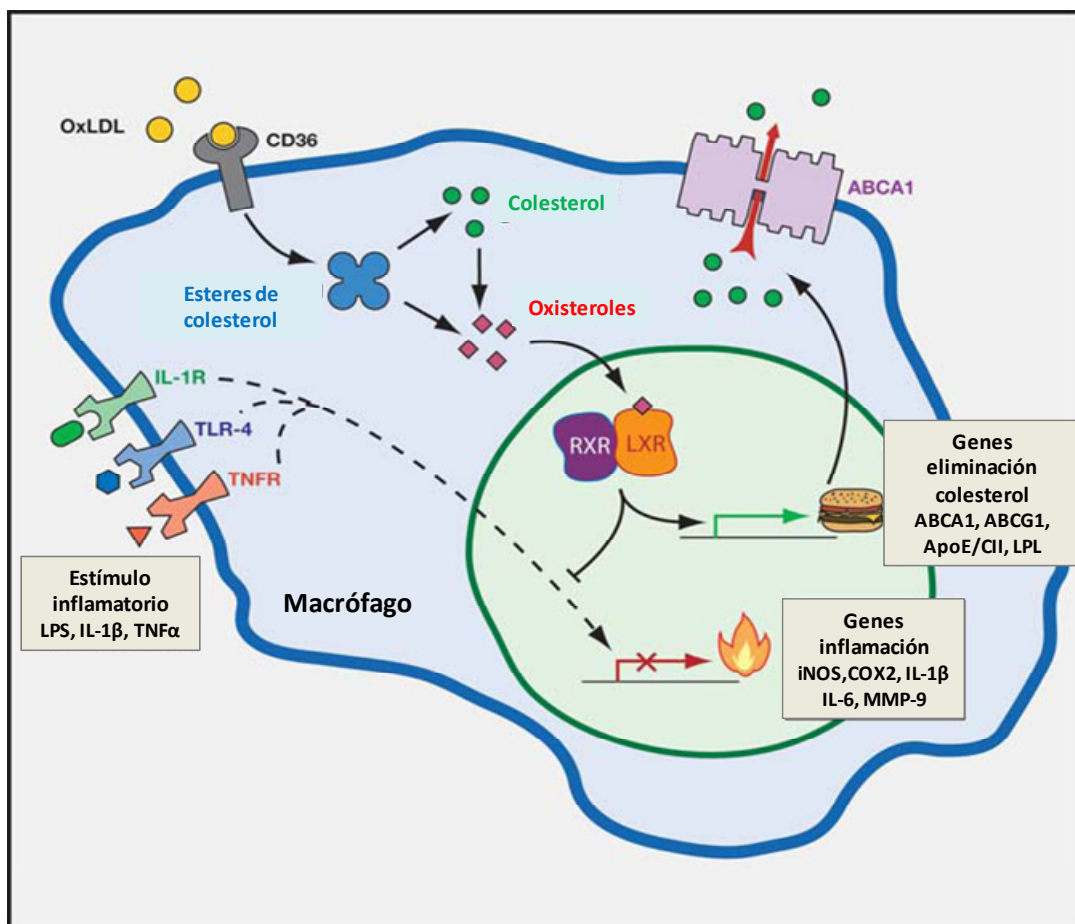 OxLDL
CD36
ABCA1
Colesterol
Esteres de
colesterol
Oxisteroles
IL-1R
TLR-4
TNFR
RXR
LXR
Genes
eliminación
colesterol
ABCA1, ABCG1,
ApoE/CII, LPL
Estímulo
inflamatorio
LPS, IL-1β, TNFα
Macrófago
Genes
inflamación
iNOS,COX2, IL-1β
IL-6, MMP-9